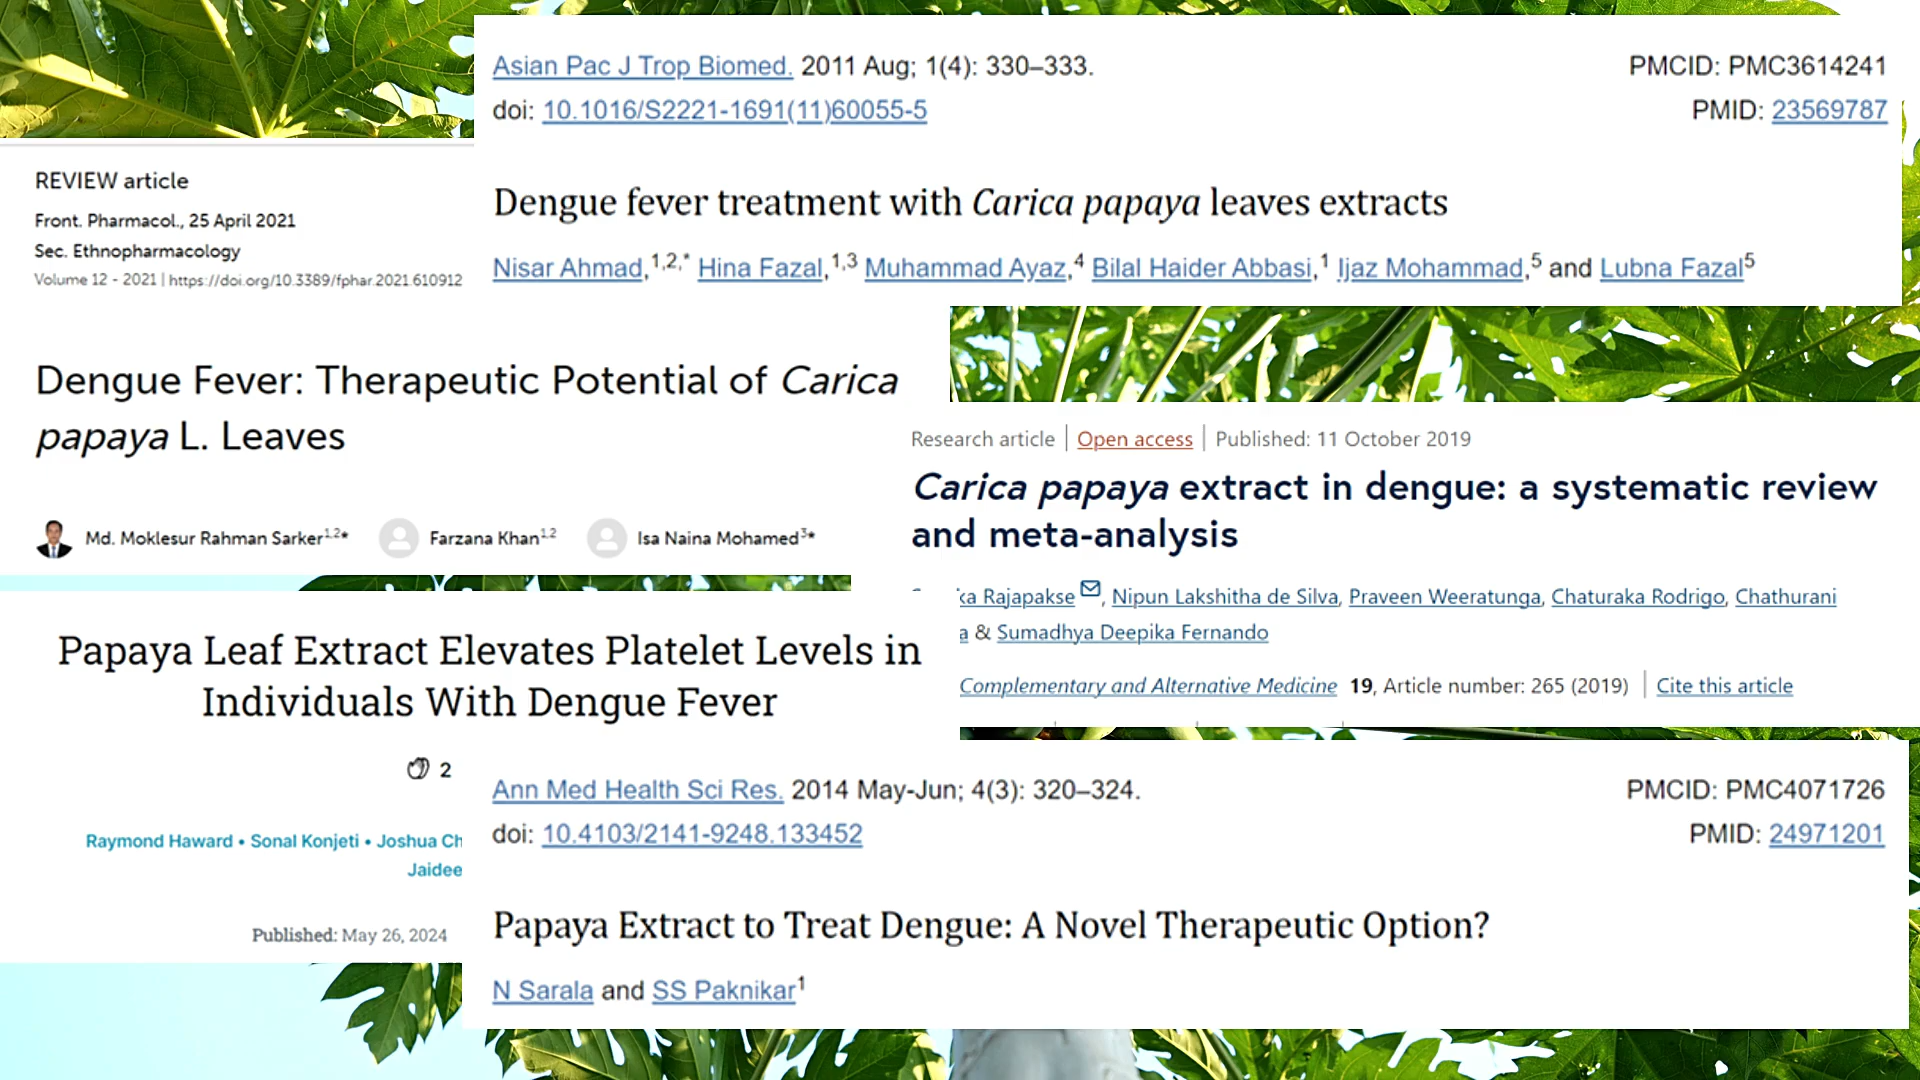 Asian Pac J Trop Biomed. 2011 Aug; 1(4): 330–333.
PMCID: PMC3614241
doi: 10.1016/S2221-1691(11)60055-5
PMID: 23569787
Dengue fever treatment with Carica papaya leaves extracts
Nisar Ahmad,1,2,* Hina Fazal,1,3 Muhammad Ayaz,4 Bilal Haider Abbasi,1 Ijaz Mohammad,5 and Lubna Fazal5
REVIEW article
Front. Pharmacol., 25 April 2021
Sec. Ethnopharmacology
Volume 12 - 2021 | https://doi.org/10.3389/fphar.2021.610912
Dengue Fever: Therapeutic Potential of Carica
papaya L. Leaves
Md. Moklesur Rahman Sarker1,2* Farzana Khan1,2 Isa Naina Mohamed3*
Research article | Open access | Published: 11 October 2019
Carica papaya extract in dengue: a systematic review
and meta-analysis
ka Rajapakse, Nipun Lakshitha de Silva, Praveen Weeratunga, Chaturaka Rodrigo, Chathurani
a & Sumadhya Deepika Fernando
Complementary and Alternative Medicine 19, Article number: 265 (2019) | Cite this article
Papaya Leaf Extract Elevates Platelet Levels in
Individuals With Dengue Fever
2
Raymond Haward • Sonal Konjeti • Joshua Ch
Jaidee
Published: May 26, 2024
Ann Med Health Sci Res. 2014 May-Jun; 4(3): 320–324.
PMCID: PMC4071726
doi: 10.4103/2141-9248.133452
PMID: 24971201
Papaya Extract to Treat Dengue: A Novel Therapeutic Option?
N Sarala and SS Paknikar1